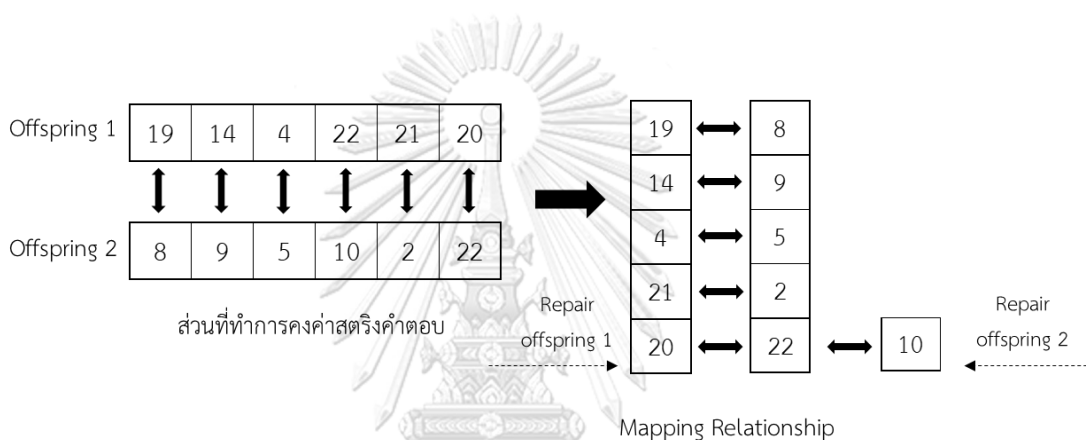 Offspring 1 19 14 4 22 21 20
Offspring 2 8 9 5 10 2 22
ส่วนที่ทำการคงค่าสตริงคำตอบ
19 8
14 9
4 5
21 2
20 22 10
Repair
offspring 1
Repair
offspring 2
Mapping Relationship